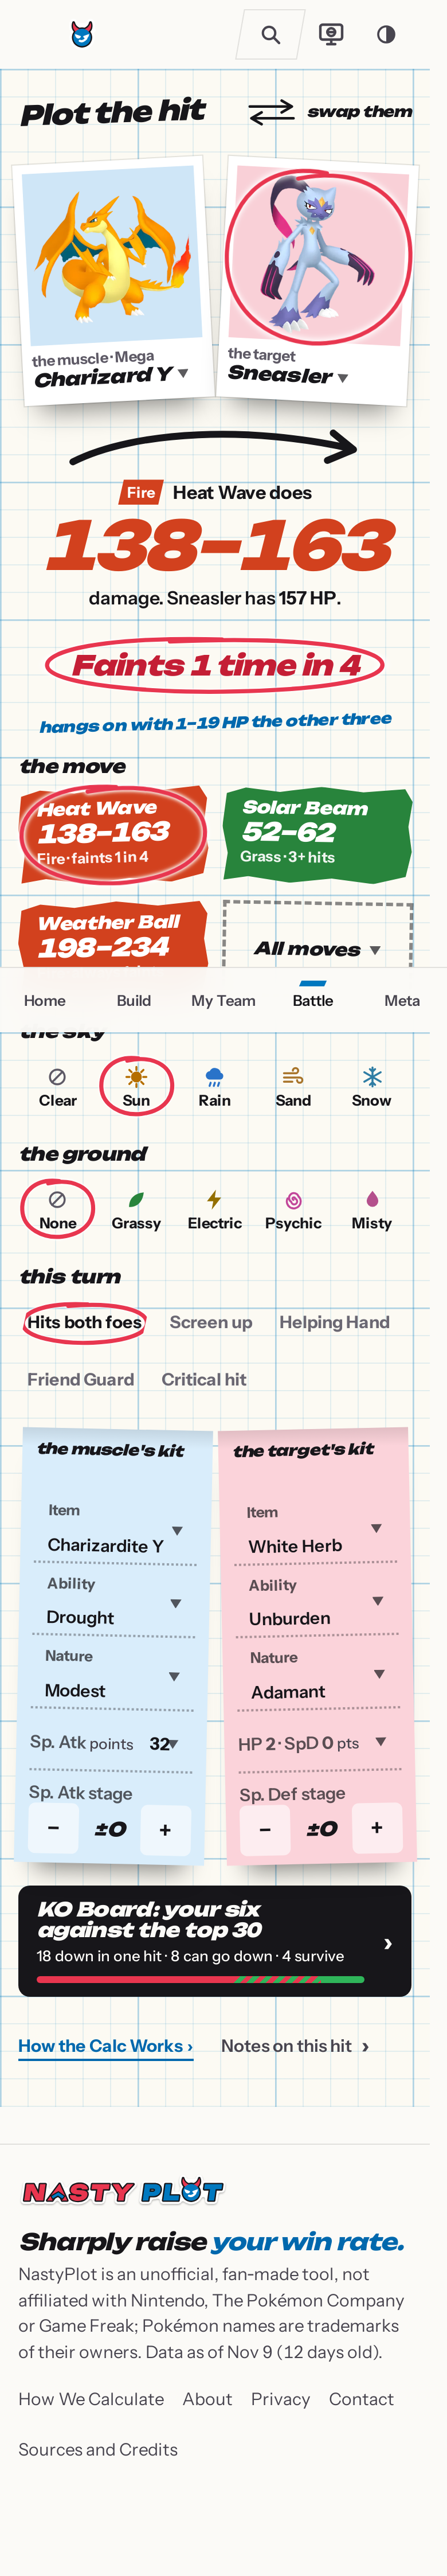 Plot the hit
swap them
the muscle · Mega
Charizard Y
the target
Sneasler
Fire Heat Wave does
138–163
damage. Sneasler has 157 HP.
Faints 1 time in 4
hangs on with 1–19 HP the other three
the move
Heat Wave
138–163
Fire · faints 1 in 4
Solar Beam
52–62
Grass · 3+ hits
Weather Ball
198–234
All moves
Home Build My Team Battle Meta
the sky
Clear Sun Rain Sand Snow
the ground
None Grassy Electric Psychic Misty
this turn
Hits both foes Screen up Helping Hand
Friend Guard Critical hit
the muscle's kit
Item
Charizardite Y
Ability
Drought
Nature
Modest
Sp. Atk points 32
Sp. Atk stage
− ±0 +
the target's kit
Item
White Herb
Ability
Unburden
Nature
Adamant
HP 2 · SpD 0 pts
Sp. Def stage
− ±0 +
KO Board: your six
against the top 30
18 down in one hit · 8 can go down · 4 survive
How the Calc Works › Notes on this hit ›
NASTY PLOT
Sharply raise your win rate.
NastyPlot is an unofficial, fan-made tool, not
affiliated with Nintendo, The Pokémon Company
or Game Freak; Pokémon names are trademarks
of their owners. Data as of Nov 9 (12 days old).
How We Calculate About Privacy Contact
Sources and Credits